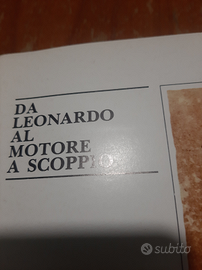 DA
LEONARDO
AL
MOTORE
A SCOPPIO
subito